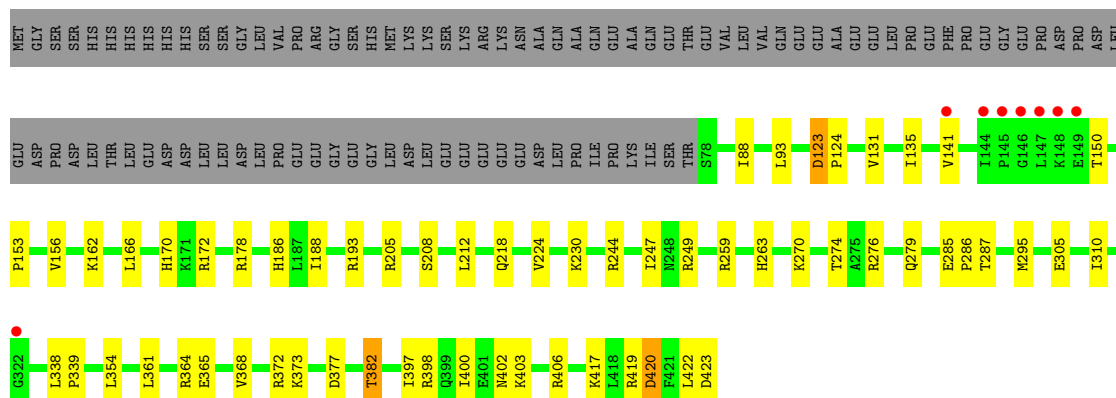 MET GLY SER SER HIS HIS HIS HIS HIS HIS SER SER GLY LEU VAL PRO ARG GLY SER HIS MET LYS LYS SER LYS ARG LYS ASN ALA GLN ALA GLN GLU ALA GLN GLU THR GLU VAL LEU VAL GLN GLU GLU ALA GLU GLU LEU PRO GLU PHE PRO GLU GLY GLU PRO ASP PRO ASP LEU
GLU ASP PRO ASP LEU THR LEU GLU ASP ASP LEU LEU ASP LEU PRO GLU GLU GLY GLU GLY LEU ASP LEU GLU GLU GLU GLU GLU ASP LEU PRO ILE PRO LYS ILE SER THR S78 I88 L93 D123 P124 V131 I135 V141 I144 P145 G146 L147 K148 E149 T150
P153 V156 K162 L166 H170 K171 R172 R178 H186 L187 I188 R193 R205 S208 L212 Q218 V224 K230 R244 I247 N248 R249 R259 H263 K270 T274 A275 R276 Q279 E285 P286 T287 M295 E305 I310
G322 L338 P339 L354 L361 R364 E365 V368 R372 K373 D377 T382 I397 R398 Q399 I400 E401 N402 K403 R406 K417 L418 R419 D420 F421 L422 D423